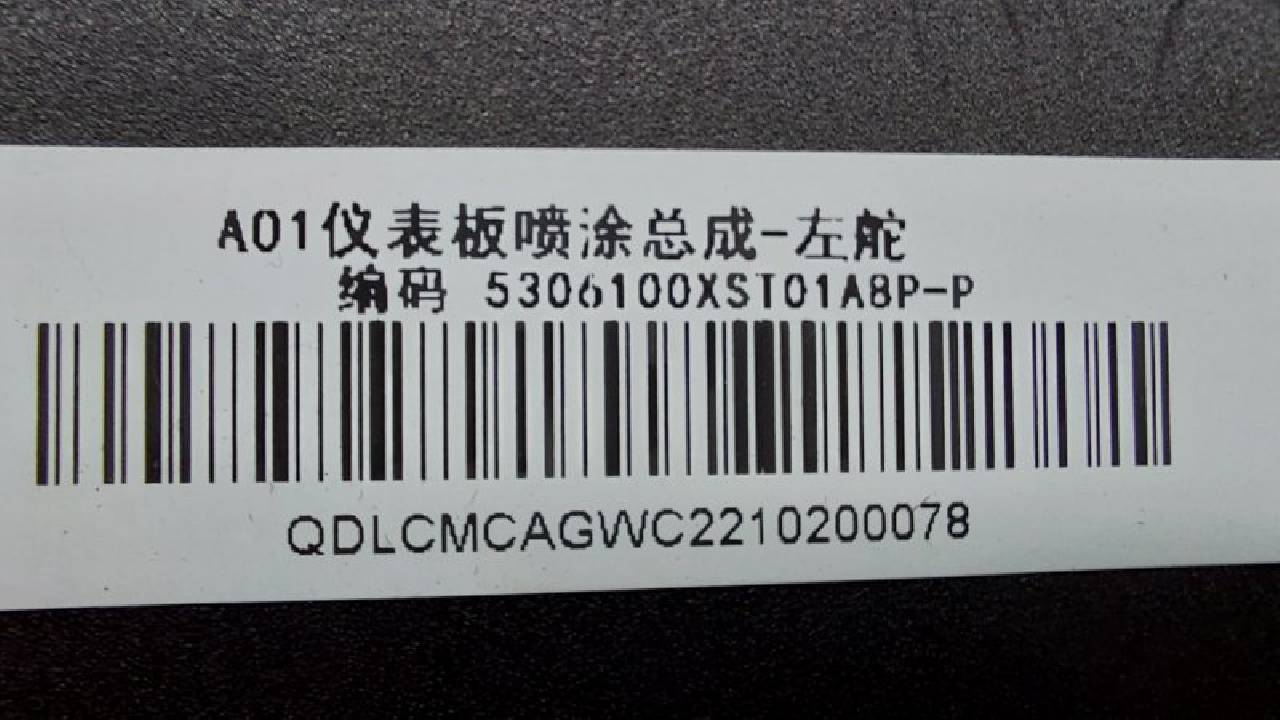 A01仪表板喷涂总成-左舵
编码 5306100XST01A8P-P
QDLCMCAGWC2210200078